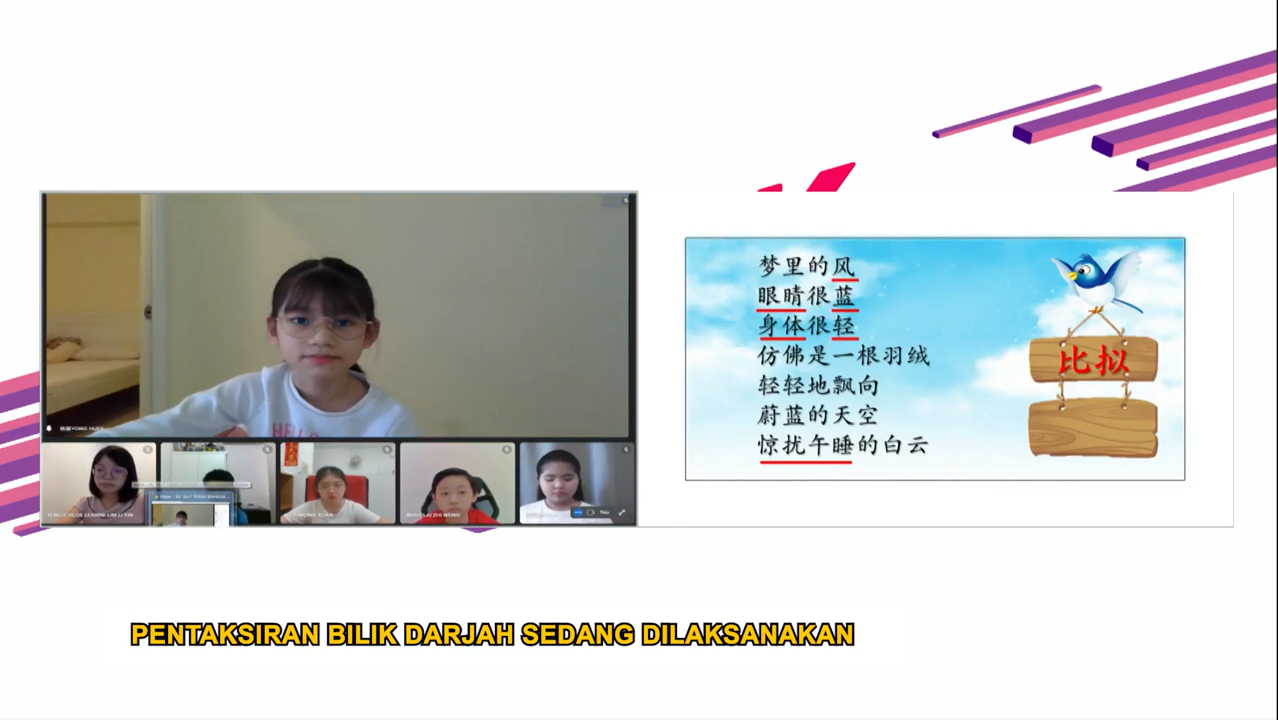 梦里的风
眼睛很蓝
身体很轻
仿佛是一根羽绒
轻轻地飘向
蔚蓝的天空
惊扰午睡的白云
比拟
You
PENTAKSIRAN BILIK DARJAH SEDANG DILAKSANAKAN